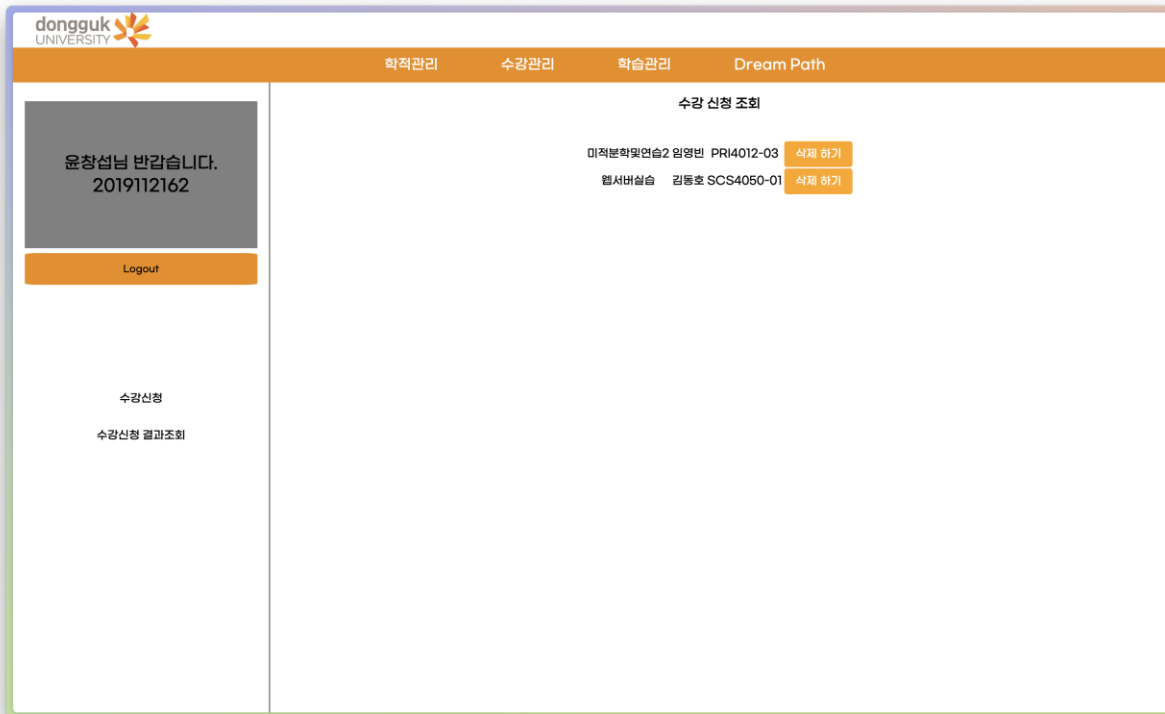 dongguk
UNIVERSITY
학적관리 수강관리 학습관리 Dream Path
윤창섭님 반갑습니다.
2019112162
Logout
수강신청
수강신청 결과조회
수강 신청 조회
미적분학및연습2 임영빈 PRI4012-03 삭제 하기
웹서버실습 김동호 SCS4050-01 삭제 하기